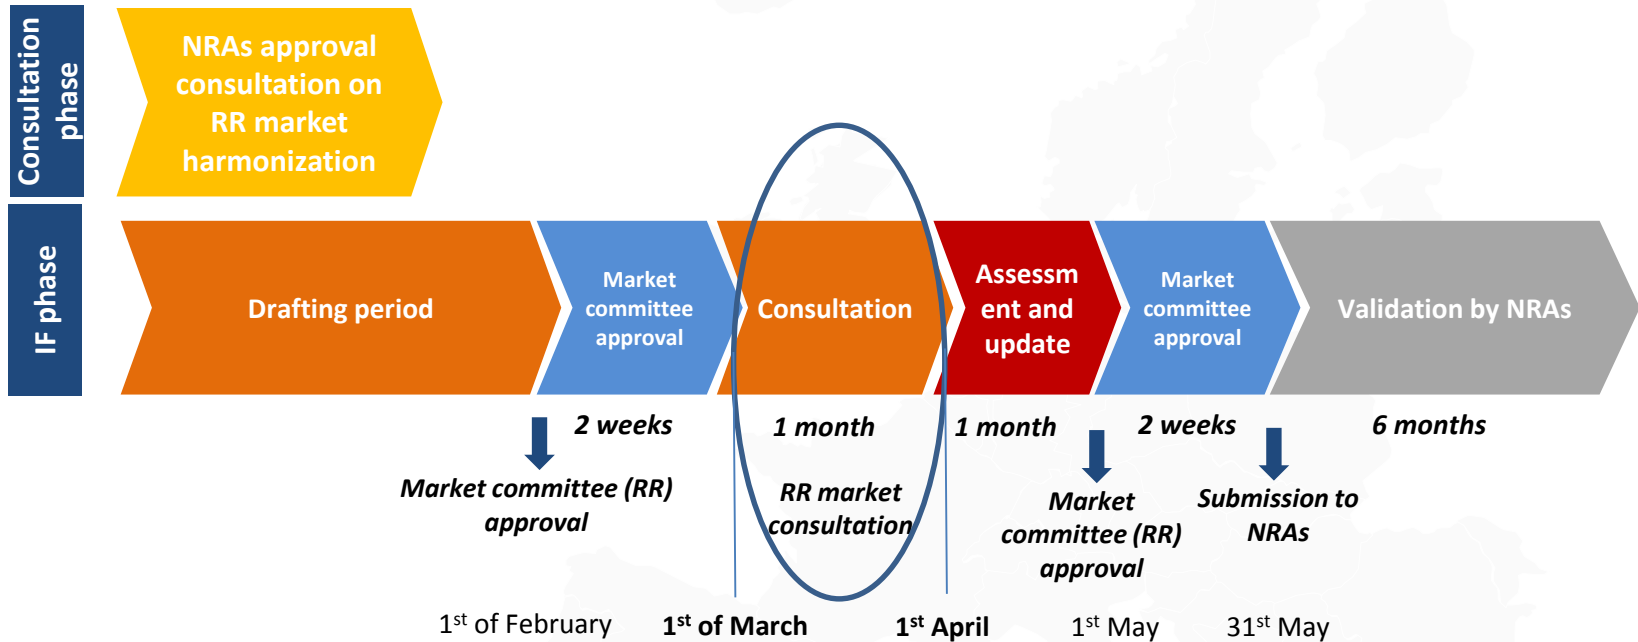 Consultation
phase
NRAs approval
consultation on
RR market
harmonization
IF phase
Drafting period
Market
committee
approval
Consultation
Assessm
ent and
update
Market
committee
approval
Validation by NRAs
2 weeks
1 month
1 month
2 weeks
6 months
Market committee (RR)
approval
RR market
consultation
Market
committee (RR)
approval
Submission to
NRAs
1st of February
1st of March
1st April
1st May
31st May